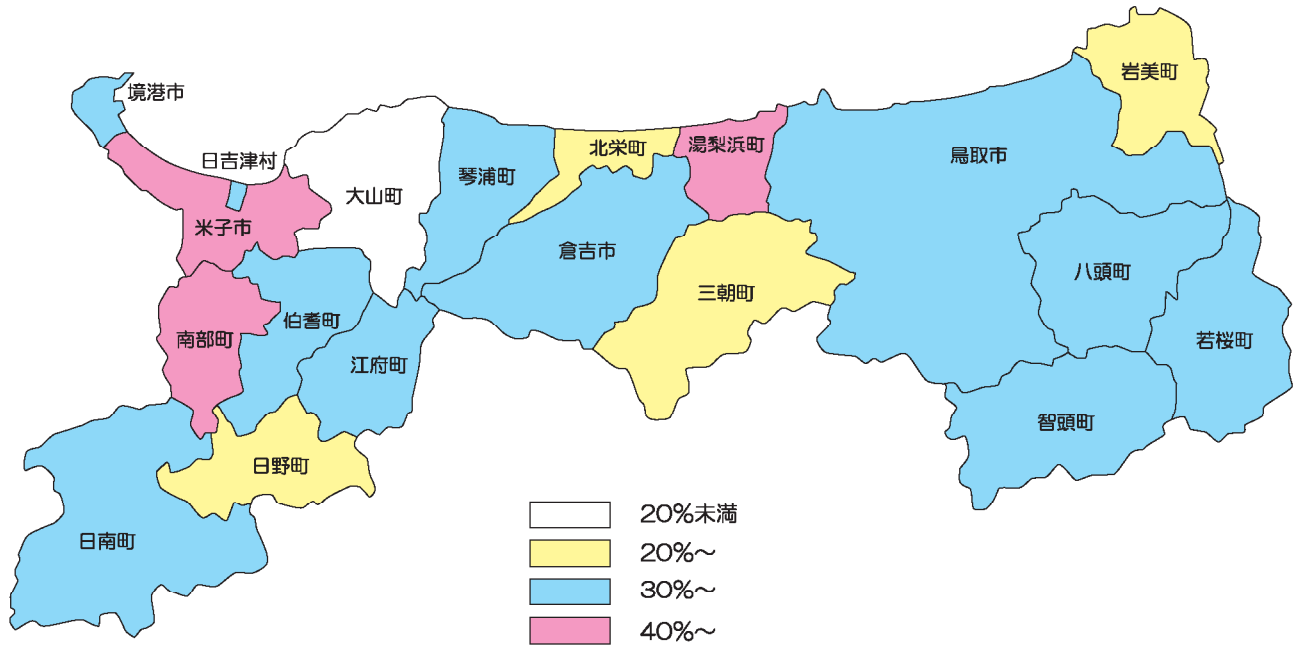 岩美町
境港市
日吉津村
北栄町
湯梨浜町
鳥取市
大山町
琴浦町
米子市
倉吉市
八頭町
三朝町
伯耆町
南部町
若桜町
江府町
智頭町
日野町
日南町
20%未満
20%～
30%～
40%～